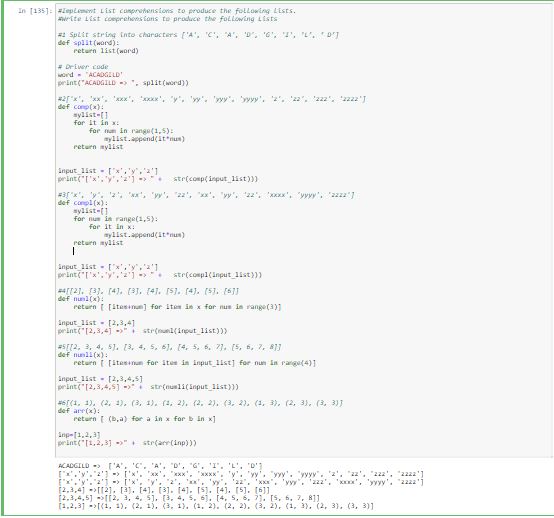 In [135]:
#Implement List comprehensions to produce the following Lists.
#Write List comprehensions to produce the following Lists
#1 Split string into characters ['A', 'C', 'A', 'D', 'G', 'I', 'L', ' D']
def split(word):
    return list(word)
# Driver code
word = 'ACADGILD'
print("ACADGILD => ", split(word))
#2['x', 'xx', 'xxx', 'xxxx', 'y', 'yy', 'yyy', 'yyyy', 'z', 'zz', 'zzz', 'zzzz']
def comp(x):
    mylist=[]
    for it in x:
        for num in range(1,5):
            mylist.append(it*num)
    return mylist
input_list = ['x','y','z']
print("['x','y','z'] => " +   str(comp(input_list)))
#3['x', 'y', 'z', 'xx', 'yy', 'zz', 'xx', 'yy', 'zz', 'xxxx', 'yyyy', 'zzzz']
def compl(x):
    mylist=[]
    for num in range(1,5):
        for it in x:
            mylist.append(it*num)
    return mylist
input_list = ['x','y','z']
print("['x','y','z'] => " +   str(compl(input_list)))
#4[[2], [3], [4], [3], [4], [5], [4], [5], [6]]
def numl(x):
    return [ [item+num] for item in x for num in range(3)]
input_list = [2,3,4]
print("[2,3,4] =>" +  str(numl(input_list)))
#5[[2, 3, 4, 5], [3, 4, 5, 6], [4, 5, 6, 7], [5, 6, 7, 8]]
def numli(x):
    return [ [item+num for item in input_list] for num in range(4)]
input_list = [2,3,4,5]
print("[2,3,4,5] =>" +  str(numli(input_list)))
#6[(1, 1), (2, 1), (3, 1), (1, 2), (2, 2), (3, 2), (1, 3), (2, 3), (3, 3)]
def arr(x):
    return [ (b,a) for a in x for b in x]
inp=[1,2,3]
print("[1,2,3] =>" +  str(arr(inp)))
ACADGILD =>  ['A', 'C', 'A', 'D', 'G', 'I', 'L', 'D']
['x','y','z'] => ['x', 'xx', 'xxx', 'xxxx', 'y', 'yy', 'yyy', 'yyyy', 'z', 'zz', 'zzz', 'zzzz']
['x','y','z'] => ['x', 'y', 'z', 'xx', 'yy', 'zz', 'xxx', 'yyy', 'zzz', 'xxxx', 'yyyy', 'zzzz']
[2,3,4] =>[[2], [3], [4], [3], [4], [5], [4], [5], [6]]
[2,3,4,5] =>[[2, 3, 4, 5], [3, 4, 5, 6], [4, 5, 6, 7], [5, 6, 7, 8]]
[1,2,3] =>[(1, 1), (2, 1), (3, 1), (1, 2), (2, 2), (3, 2), (1, 3), (2, 3), (3, 3)]